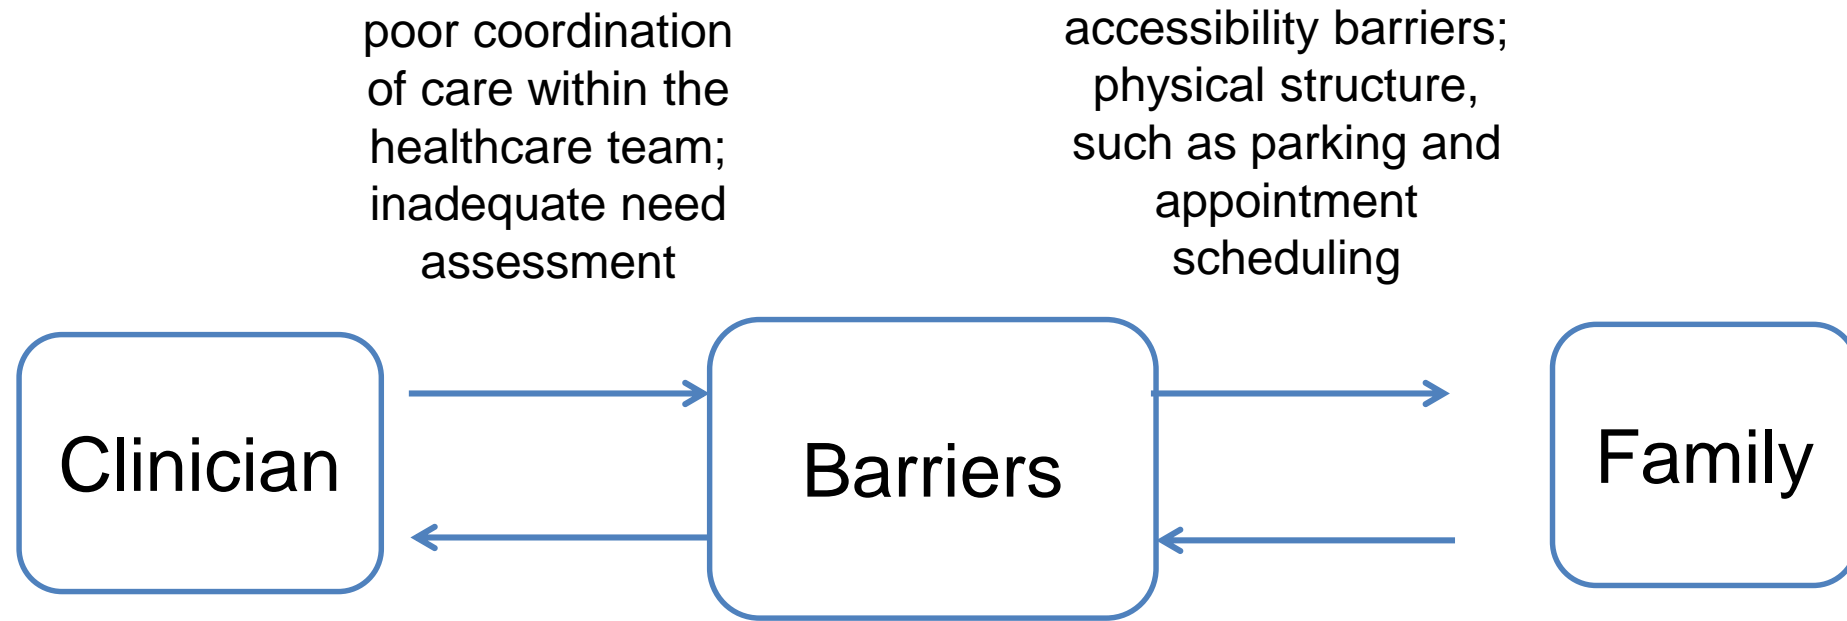 poor coordination
of care within the
healthcare team;
inadequate need
assessment
accessibility barriers;
physical structure,
such as parking and
appointment
scheduling
Clinician
Barriers
Family